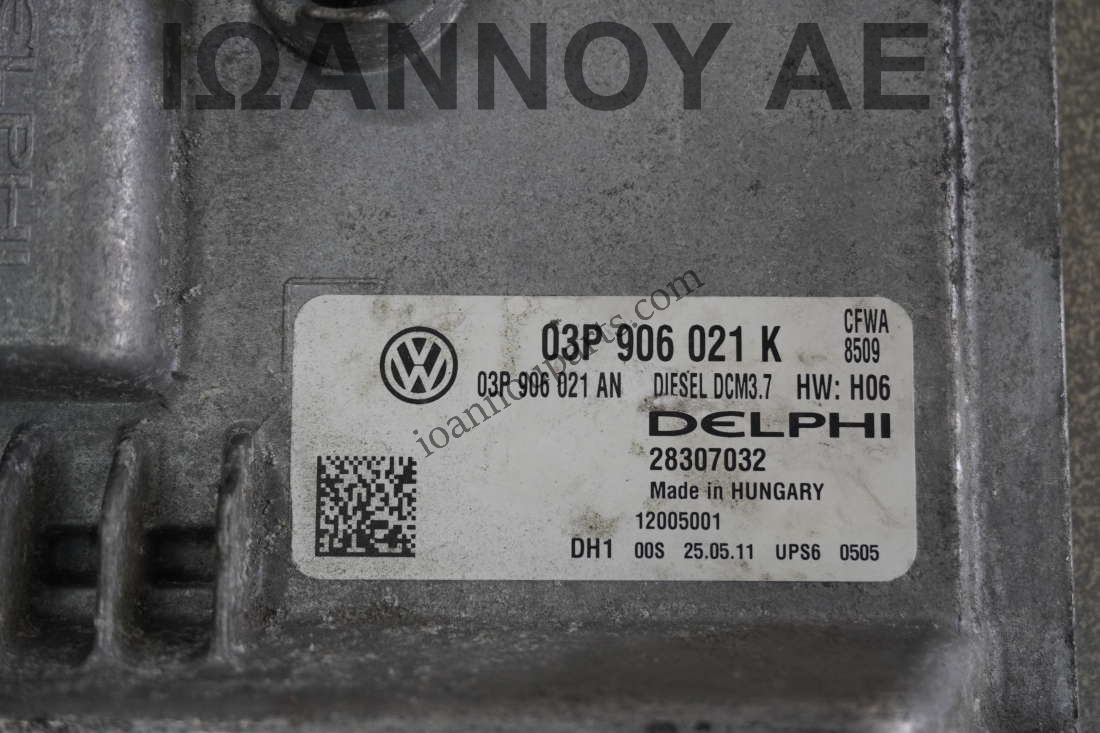 ΙΩΑΝΝΟΥ ΑΕ
DELPHI
03P 906 021 K
CFWA
8509
03P 906 021 AN DIESEL DCM3.7 HW: H06
DELPHI
28307032
Made in HUNGARY
12005001
DH1 00S 25.05.11 UPS6 0505
ioannouparts.com